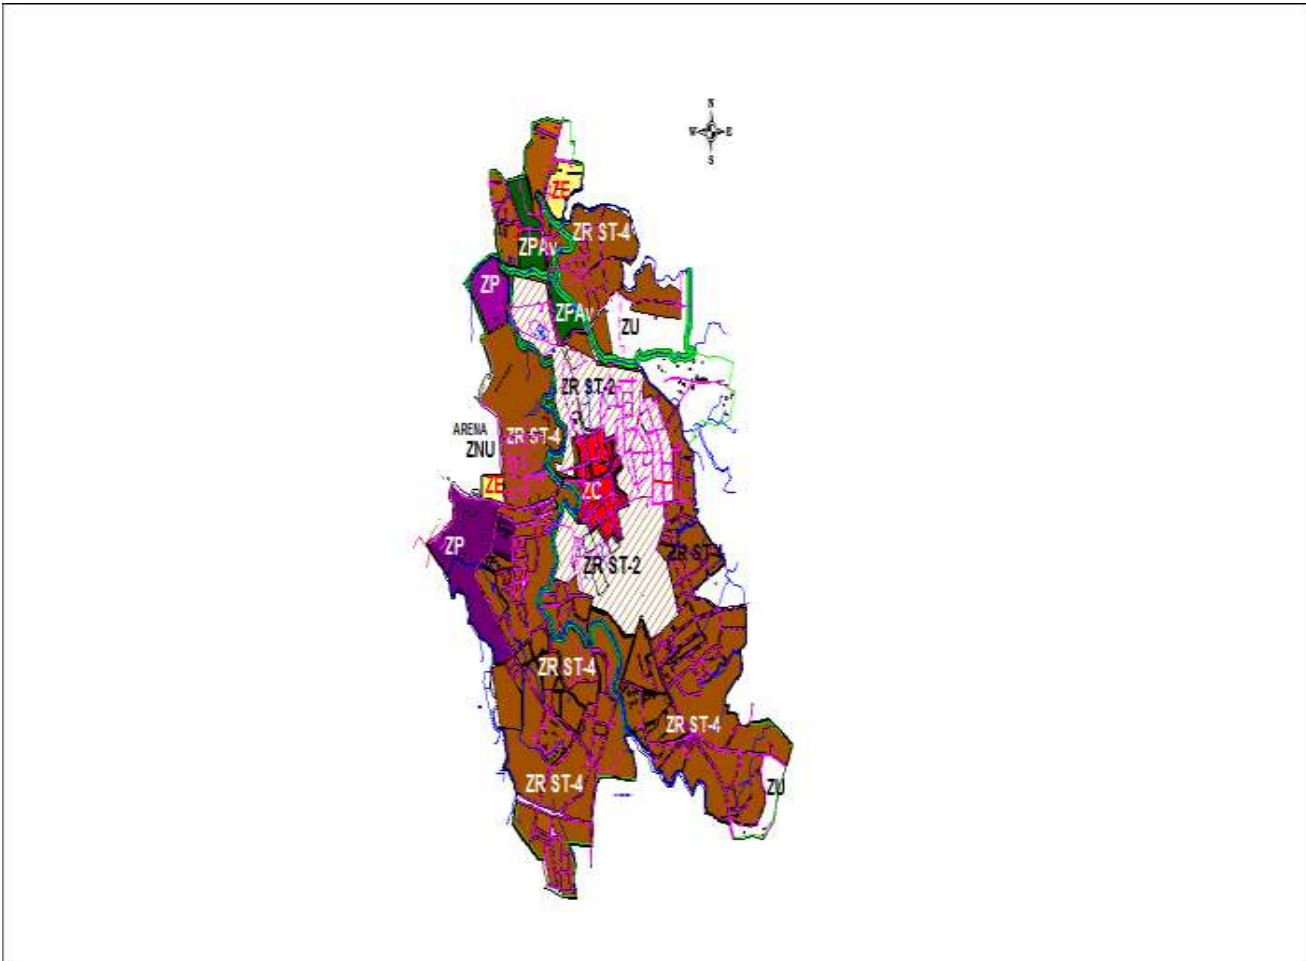 N
W E
S
ZE
ZR ST-4
ZPAv
ZP
ZPAv
ZU
ZR ST-2
ARENA
ZNU
ZR ST-4
ZE
ZC
ZP
ZR ST-4
ZR ST-2
ZR ST-4
ZR ST-4
ZR ST-4
ZU